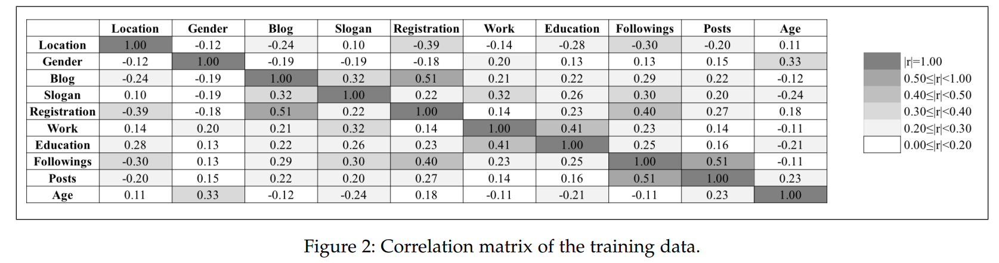 Location Gender Blog Slogan Registration Work Education Followings Posts Age
Location 1.00 -0.12 -0.24 0.10 -0.39 -0.14 -0.28 -0.30 -0.20 0.11
Gender -0.12 1.00 -0.19 -0.19 -0.18 0.20 0.13 0.13 0.15 0.33
Blog -0.24 -0.19 1.00 0.32 0.51 0.21 0.22 0.29 0.22 -0.12
Slogan 0.10 -0.19 0.32 1.00 0.22 0.32 0.26 0.30 0.20 -0.24
Registration -0.39 -0.18 0.51 0.22 1.00 0.14 0.23 0.40 0.27 0.18
Work 0.14 0.20 0.21 0.32 0.14 1.00 0.41 0.23 0.14 -0.11
Education 0.28 0.13 0.22 0.26 0.23 0.41 1.00 0.25 0.16 -0.21
Followings -0.30 0.13 0.29 0.30 0.40 0.23 0.25 1.00 0.51 -0.11
Posts -0.20 0.15 0.22 0.20 0.27 0.14 0.16 0.51 1.00 0.23
Age 0.11 0.33 -0.12 -0.24 0.18 -0.11 -0.21 -0.11 0.23 1.00
|r|=1.00
0.50≤|r|<1.00
0.40≤|r|<0.50
0.30≤|r|<0.40
0.20≤|r|<0.30
0.00≤|r|<0.20
Figure 2: Correlation matrix of the training data.